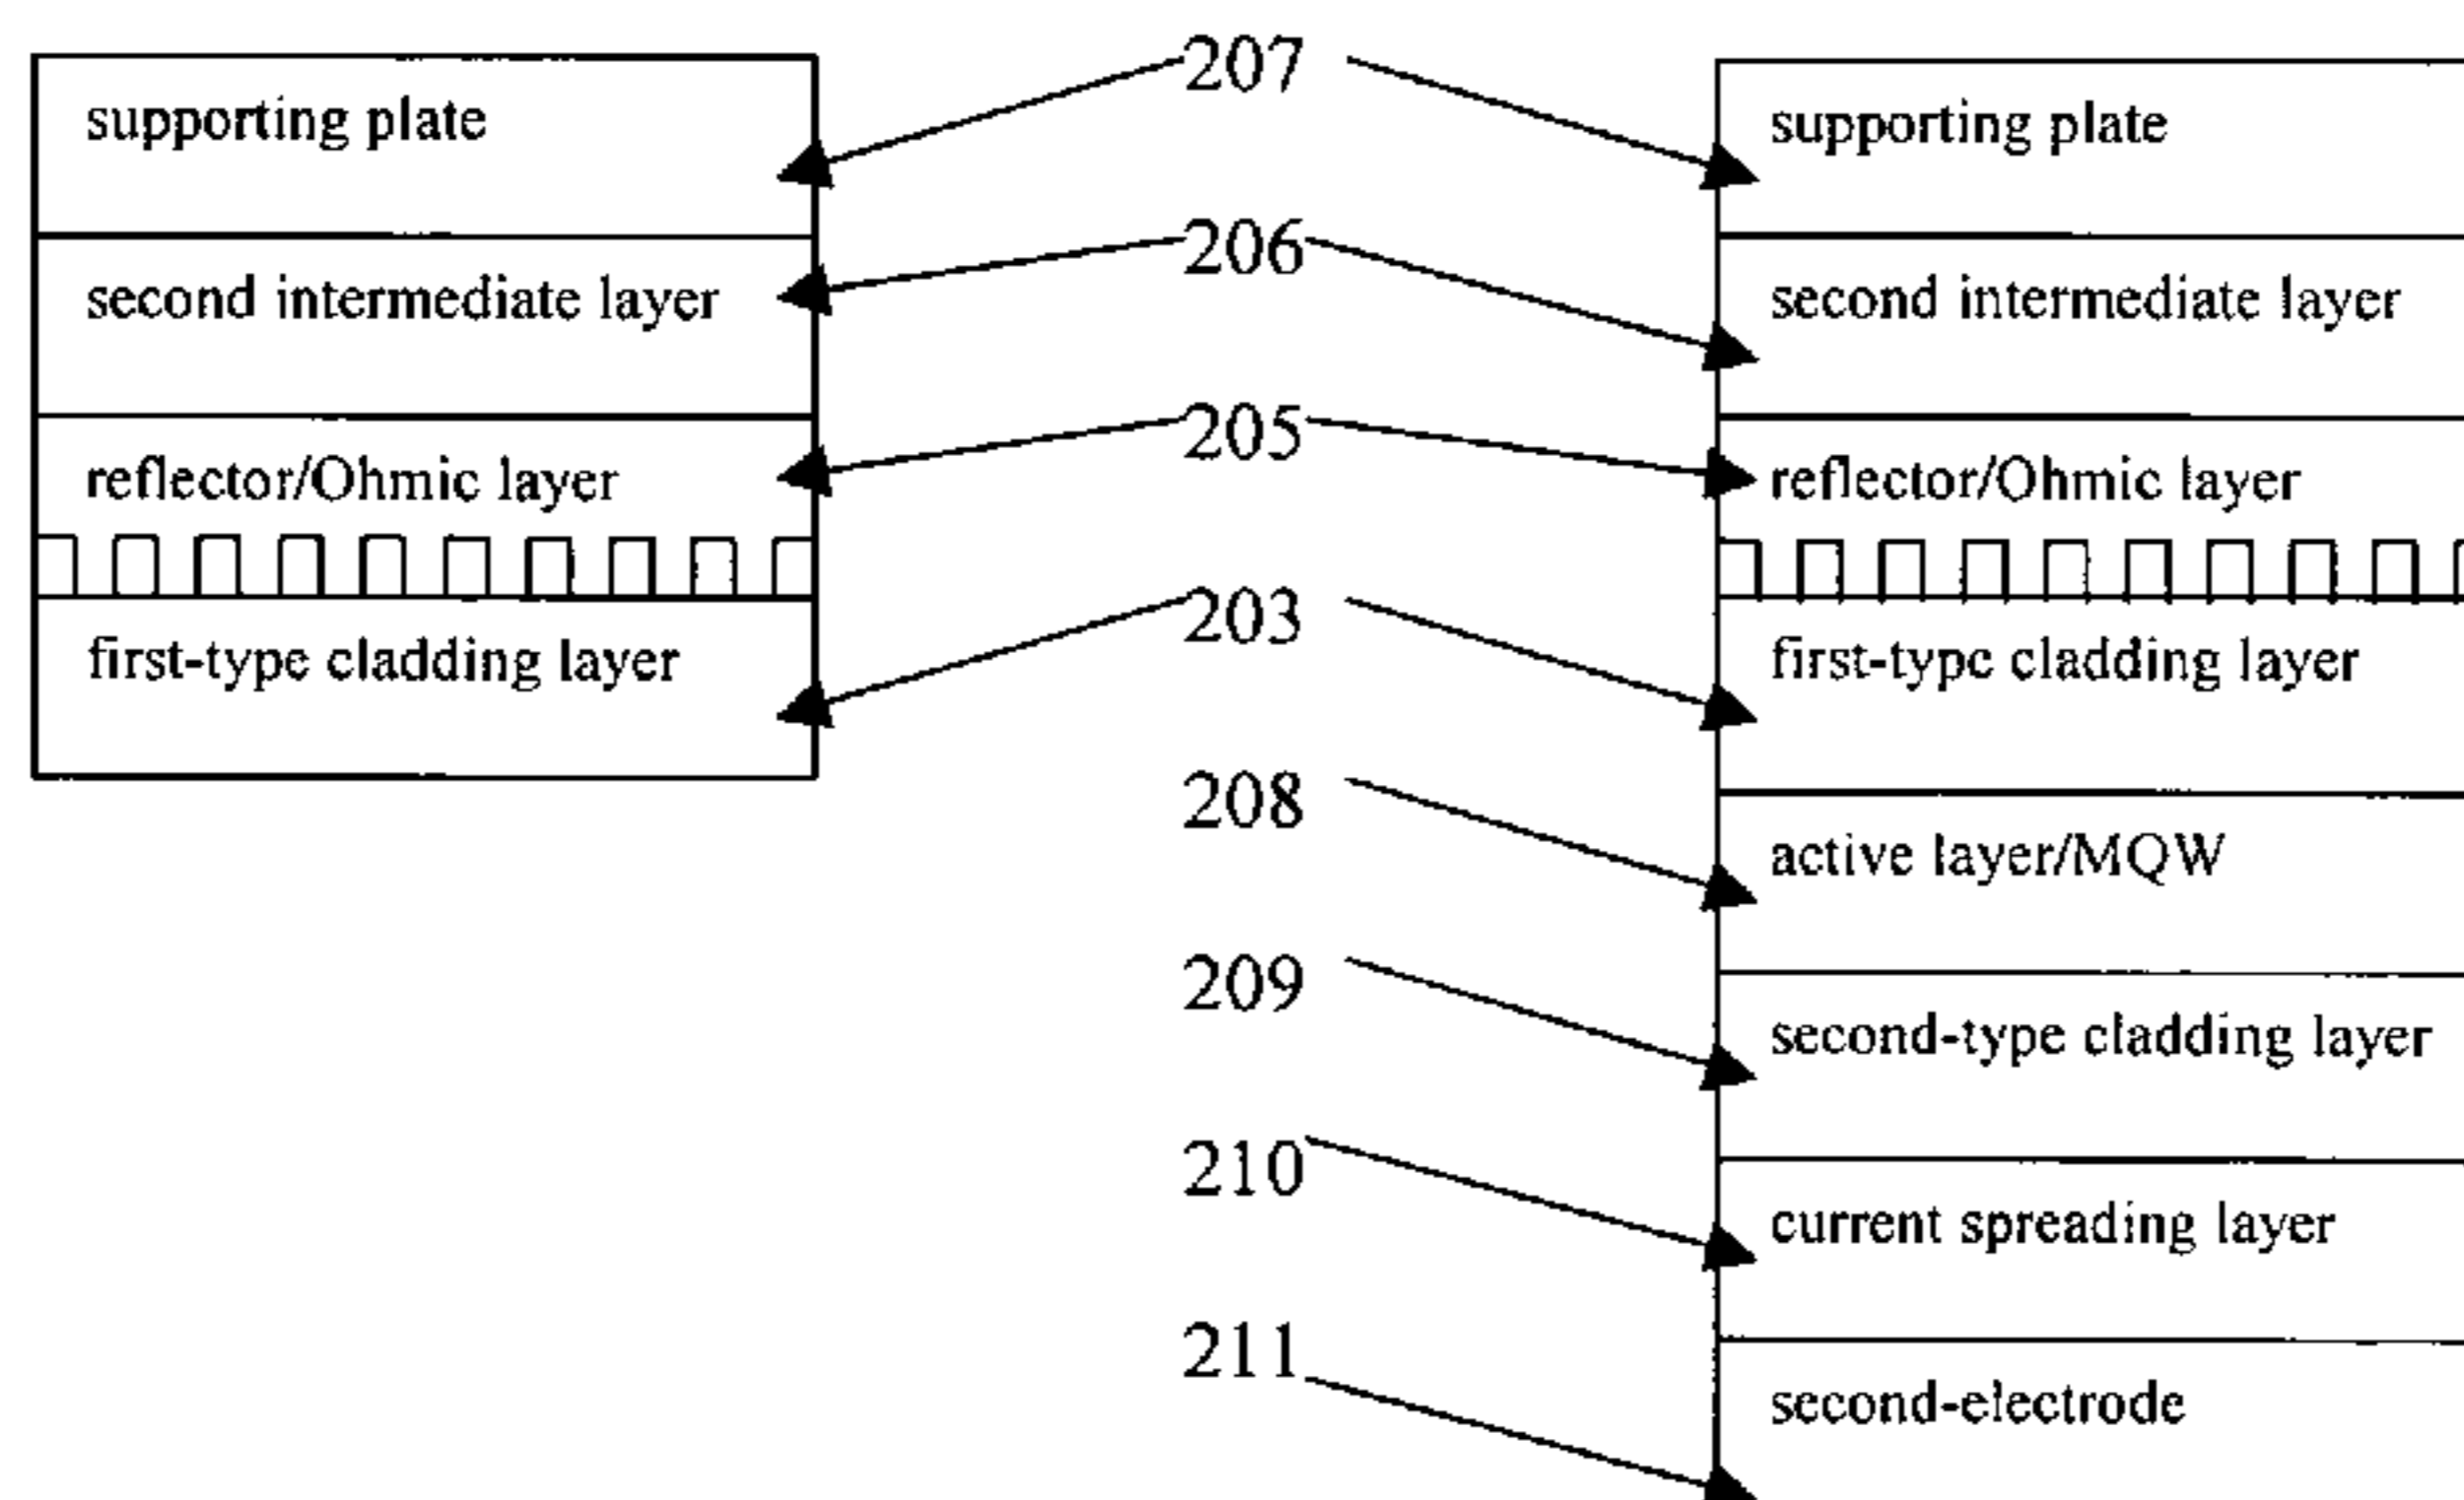 supporting plate
second intermediate layer
reflector/Ohmic layer
first-type cladding layer
207
206
205
203
208
209
210
211
supporting plate
second intermediate layer
reflector/Ohmic layer
first-type cladding layer
active layer/MQW
second-type cladding layer
current spreading layer
second-electrode